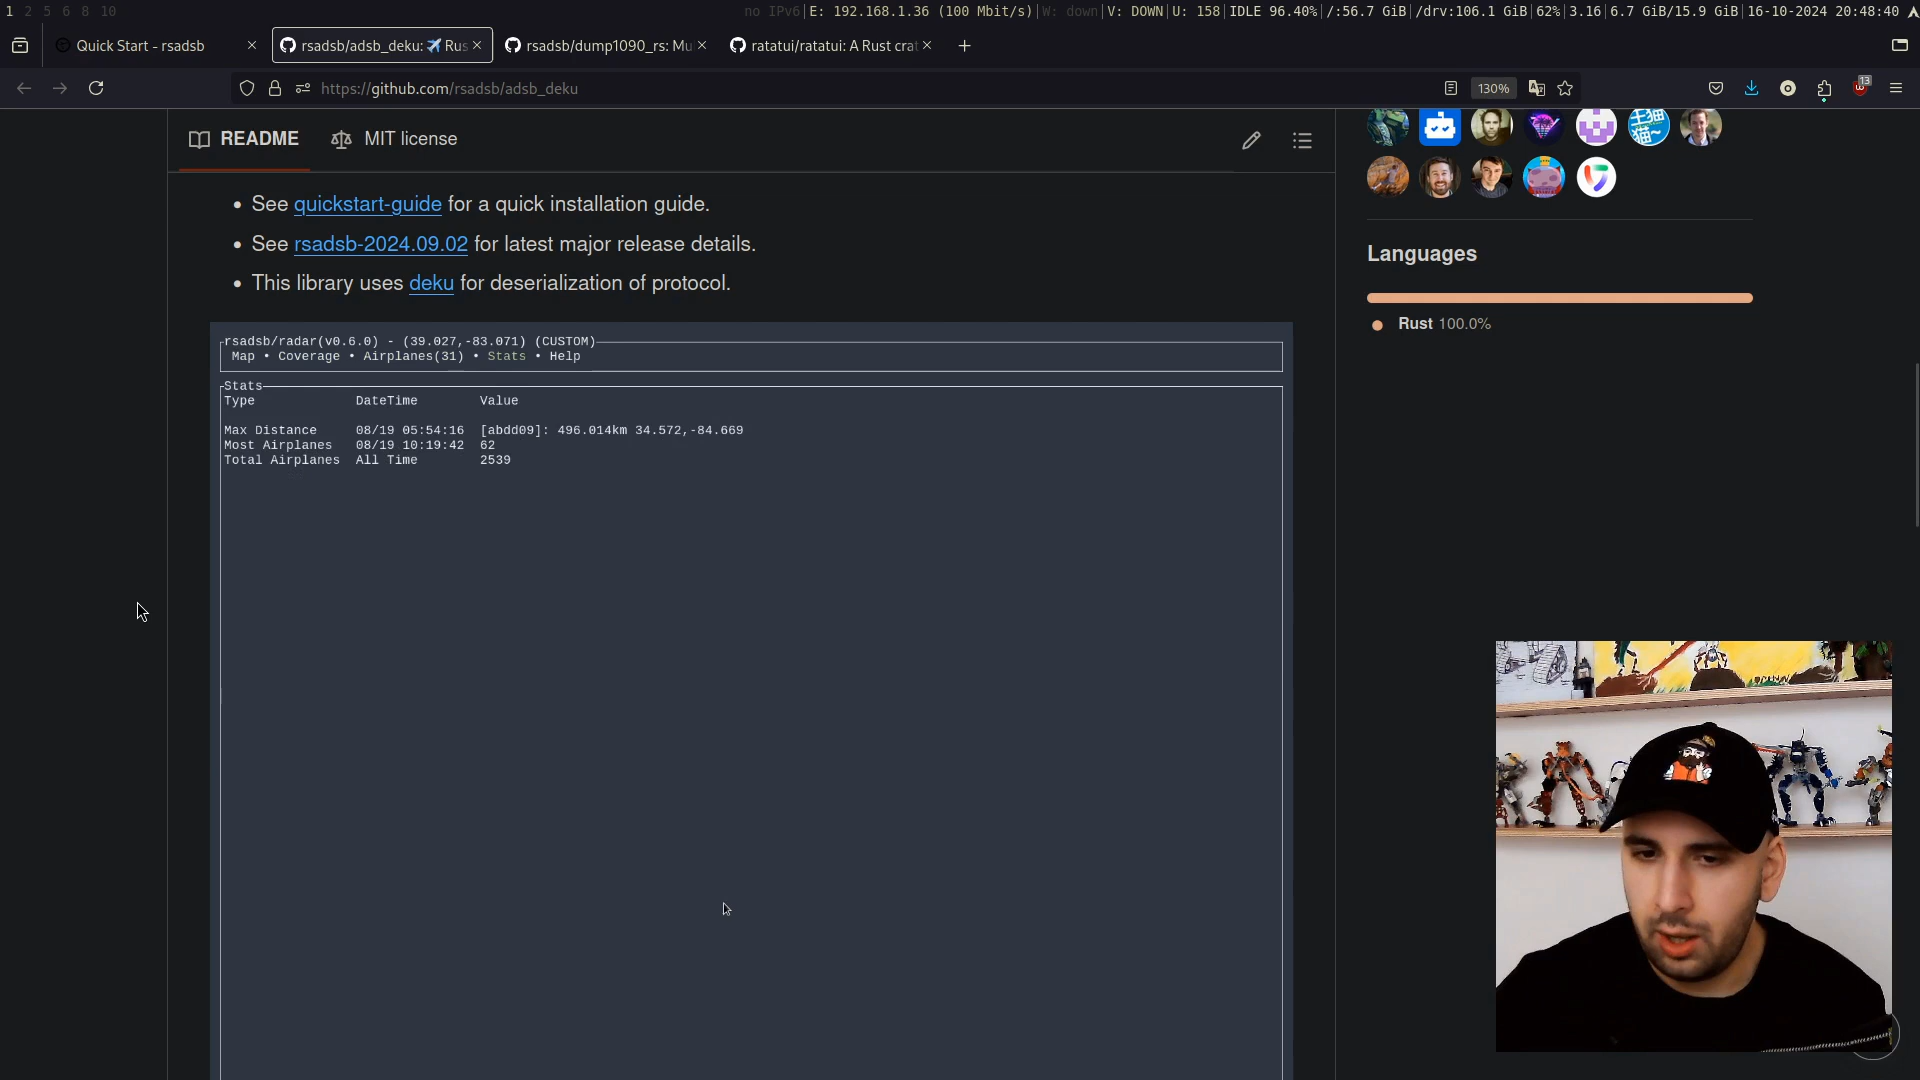 1 2 5 6 8 10
no IPv6|E: 192.168.1.36 (100 Mbit/s)|W: down|V: DOWN|U: 158|IDLE 96.40%|/:56.7 GiB|/drv:106.1 GiB|62%|3.16|6.7 GiB/15.9 GiB|16-10-2024 20:48:40
Quick Start - rsadsb
rsadsb/adsb_deku: ✈️ Rus
rsadsb/dump1090_rs: Mu
ratatui/ratatui: A Rust crat
https://github.com/rsadsb/adsb_deku
130%
13
README
MIT license
• See quickstart-guide for a quick installation guide.
• See rsadsb-2024.09.02 for latest major release details.
• This library uses deku for deserialization of protocol.
rsadsb/radar(v0.6.0) - (39.027,-83.071) (CUSTOM)
Map • Coverage • Airplanes(31) • Stats • Help
Stats
Type DateTime Value
Max Distance 08/19 05:54:16 [abdd09]: 496.014km 34.572,-84.669
Most Airplanes 08/19 10:19:42 62
Total Airplanes All Time 2539
主猫
猫~
Languages
Rust 100.0%